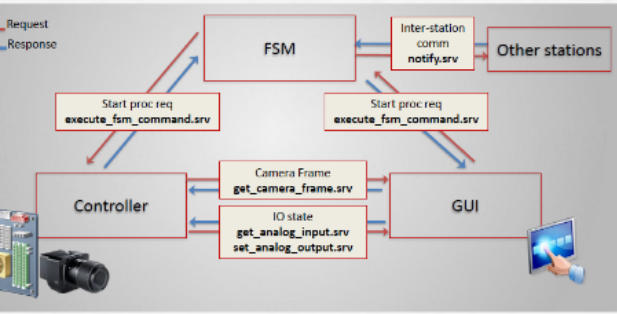 Request
Response
FSM
Inter-station
comm
notify.srv
Other stations
Start proc req
execute_fsm_command.srv
Start proc req
execute_fsm_command.srv
Controller
Camera Frame
get_camera_frame.srv
IO state
get_analog_input.srv
set_analog_output.srv
GUI